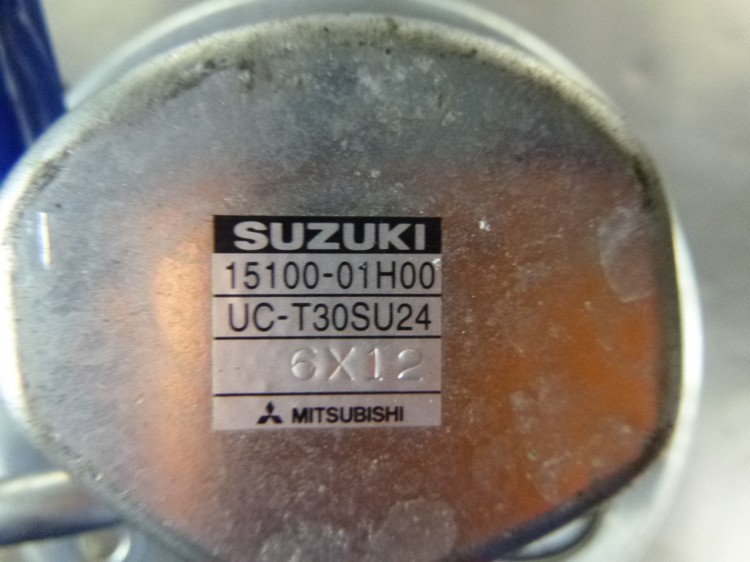 SUZUKI
15100-01H00
UC-T30SU24
6X12
MITSUBISHI